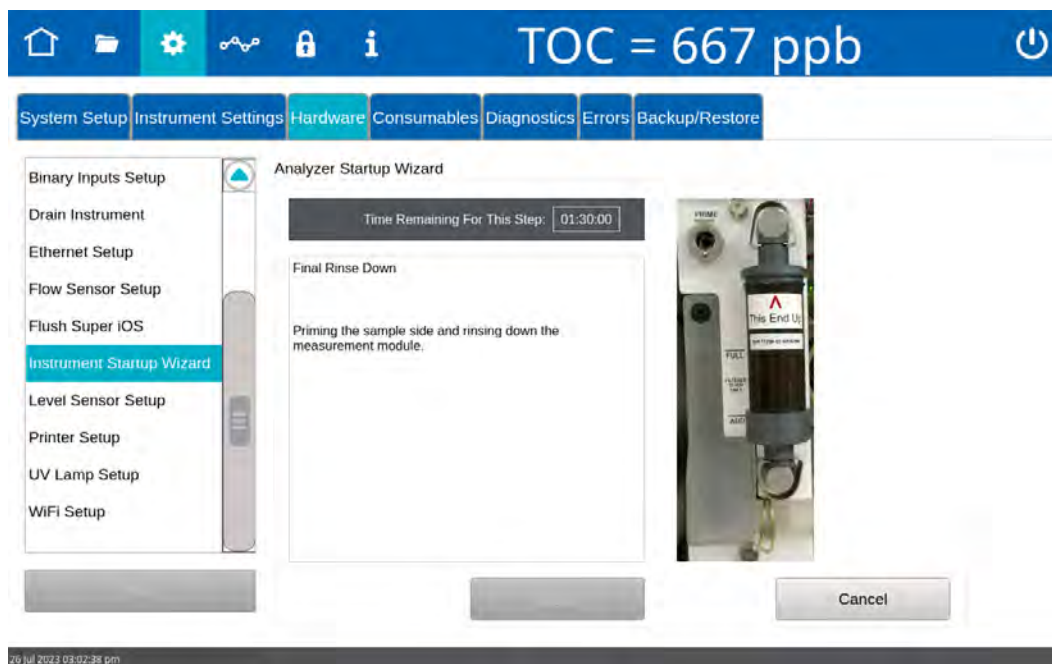 TOC = 667 ppb
System Setup Instrument Settings Hardware Consumables Diagnostics Errors Backup/Restore
Analyzer Startup Wizard
Binary Inputs Setup
Drain Instrument
Ethernet Setup
Flow Sensor Setup
Flush Super iOS
Instrument Startup Wizard
Level Sensor Setup
Printer Setup
UV Lamp Setup
WiFi Setup
Time Remaining For This Step: 01:30:00
Final Rinse Down
Priming the sample side and rinsing down the
measurement module.
PRIME
This End Up
FULL
Cancel
26 Jul 2023 03:02:38 pm